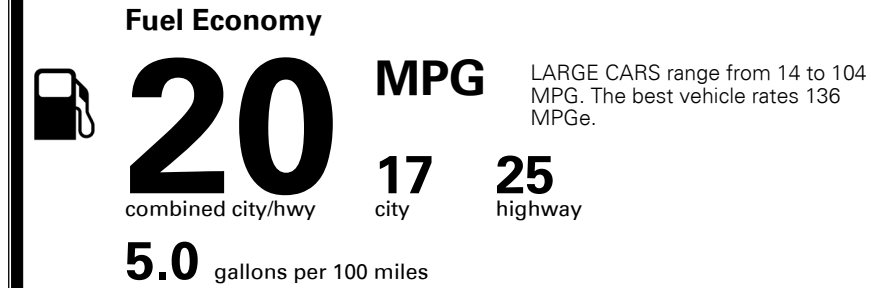 Fuel Economy
20 MPG
LARGE CARS range from 14 to 104
MPG. The best vehicle rates 136
MPGe.
17 25
combined city/hwy city highway
5.0 gallons per 100 miles